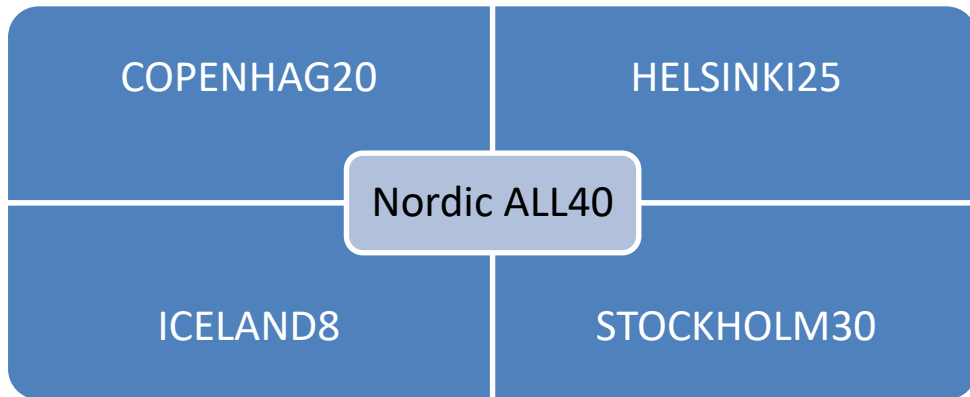 COPENHAG20
HELSINKI25
Nordic ALL40
ICELAND8
STOCKHOLM30